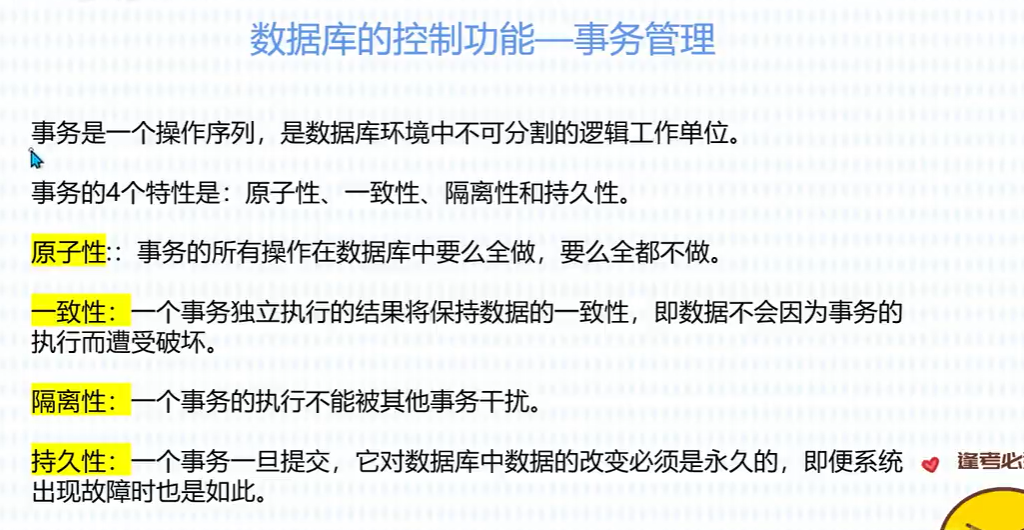 数据库的控制功能—事务管理
事务是一个操作序列，是数据库环境中不可分割的逻辑工作单位。
事务的4个特性是：原子性、一致性、隔离性和持久性。
原子性:：事务的所有操作在数据库中要么全做，要么全都不做。
一致性：一个事务独立执行的结果将保持数据的一致性，即数据不会因为事务的
执行而遭受破坏。
隔离性：一个事务的执行不能被其他事务干扰。
持久性：一个事务一旦提交，它对数据库中数据的改变必须是永久的，即便系统
出现故障时也是如此。
逢考必